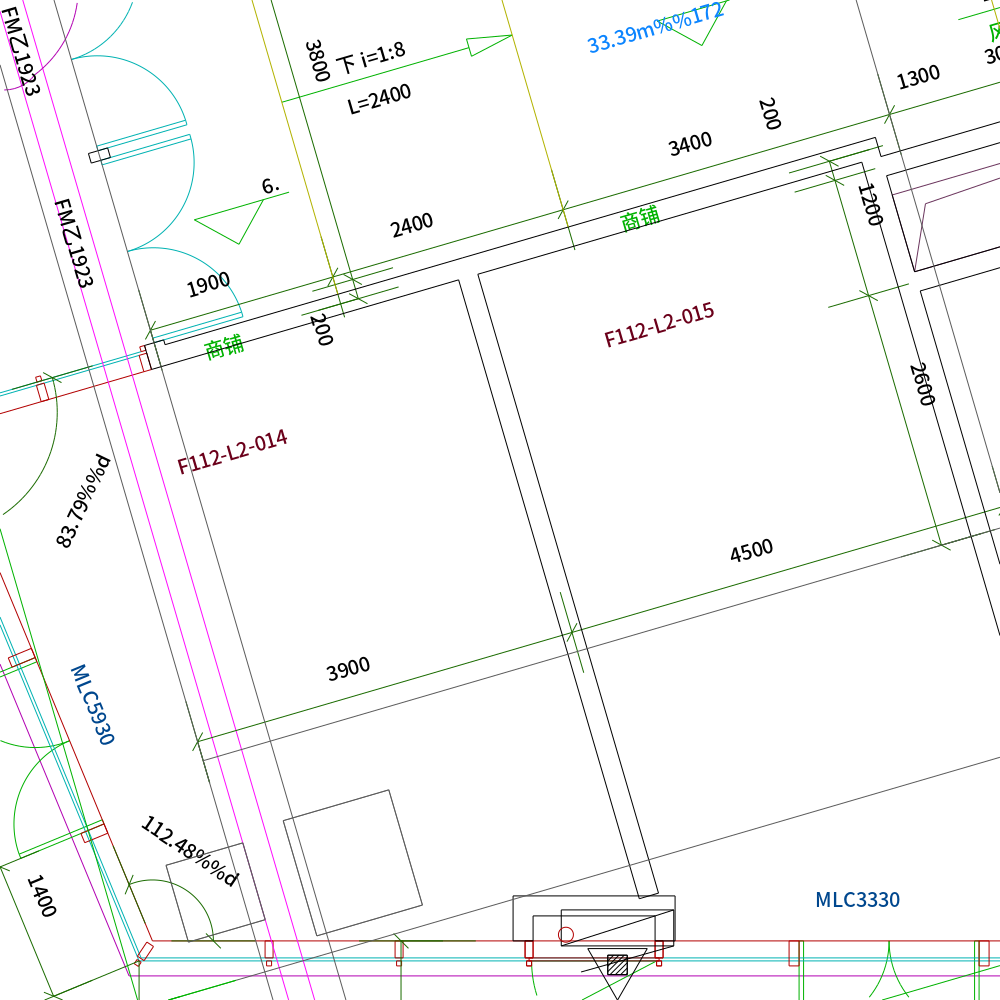 FMZ1923
3800
下 i=1:8
L=2400
33.39m%%172
200
1300
3400
FMZ1923
6.
2400
商铺
1200
1900
200
商铺
F112-L2-015
2600
F112-L2-014
83.79%%d
4500
3900
MLC5930
112.48%%d
1400
MLC3330